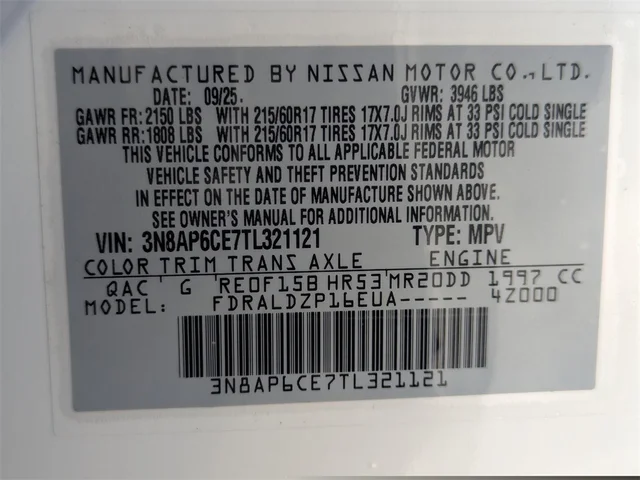 MANUFACTURED BY NISSAN MOTOR CO., LTD.
DATE: 09/25. GVWR: 3946 LBS
GAWR FR: 2150 LBS WITH 215/60R17 TIRES 17X7.0J RIMS AT 33 PSI COLD SINGLE
GAWR RR: 1808 LBS WITH 215/60R17 TIRES 17X7.0J RIMS AT 33 PSI COLD SINGLE
THIS VEHICLE CONFORMS TO ALL APPLICABLE FEDERAL MOTOR
VEHICLE SAFETY AND THEFT PREVENTION STANDARDS
IN EFFECT ON THE DATE OF MANUFACTURE SHOWN ABOVE.
SEE OWNER'S MANUAL FOR ADDITIONAL INFORMATION.
VIN: 3N8AP6CE7TL321121 TYPE: MPV
COLOR TRIM TRANS AXLE ENGINE
QAC G RE0F15B HR53 MR20DD 1997 CC
MODEL: FDRALDZP16EUA----- 4Z000
3N8AP6CE7TL321121